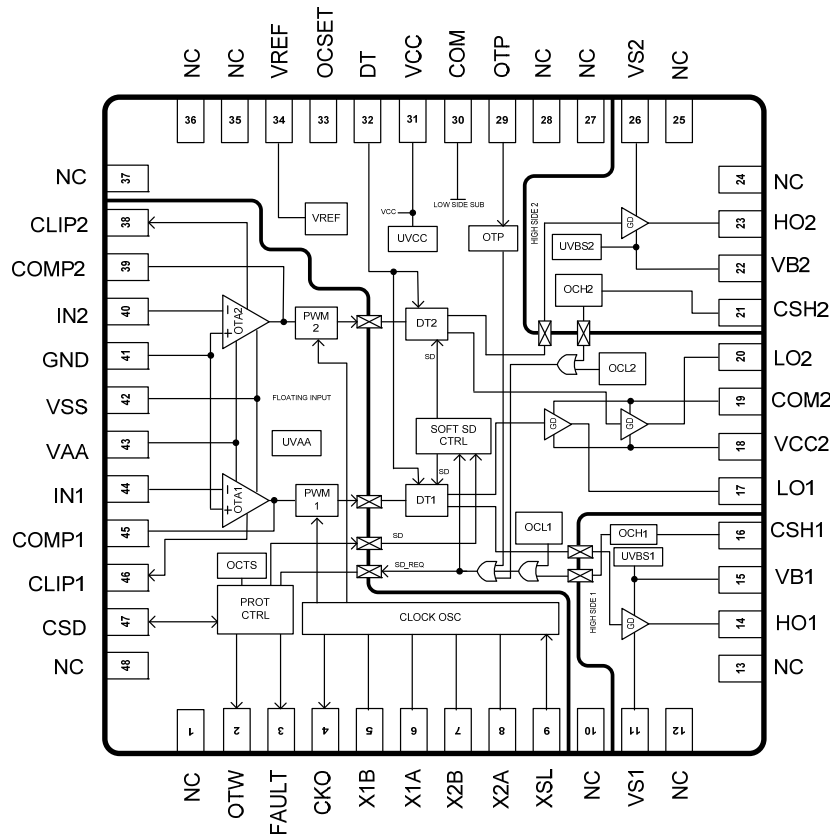 NC
NC
VREF
OCSET
DT
VCC
COM
OTP
NC
NC
VS2
NC
36
35
34
33
32
31
30
29
28
27
26
25
NC
37
CLIP2
38
COMP2
39
IN2
40
GND
41
VSS
42
VAA
43
IN1
44
COMP1
45
CLIP1
46
CSD
47
NC
48
24
NC
23
HO2
22
VB2
21
CSH2
20
LO2
19
COM2
18
VCC2
17
LO1
16
CSH1
15
VB1
14
HO1
13
NC
VREF
VCC
UVCC
LOW SIDE SUB
OTP
HIGH SIDE 2
GD
UVBS2
OCH2
OCL2
OTA2
PWM
2
DT2
SD
FLOATING INPUT
UVAA
SOFT SD
CTRL
SD
GD
GD
OTA1
PWM
1
DT1
SD
SD_REQ
OCL1
OCH1
UVBS1
HIGH SIDE 1
GD
OCTS
PROT
CTRL
CLOCK OSC
1
2
3
4
5
6
7
8
9
10
11
12
NC
OTW
FAULT
CKO
X1B
X1A
X2B
X2A
XSL
NC
VS1
NC